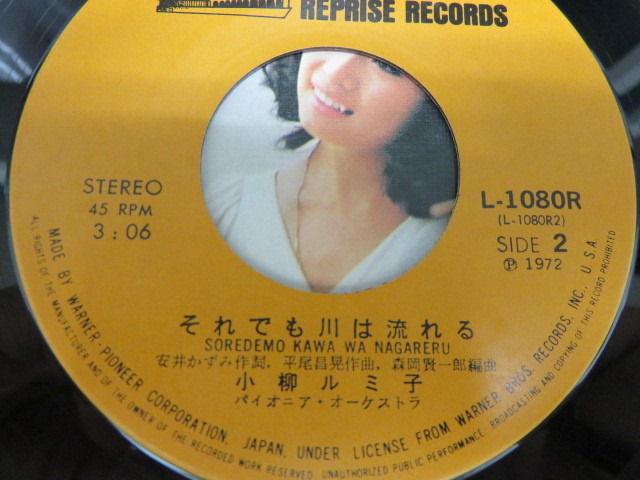 REPRISE RECORDS
STEREO
45 RPM
3:06
L-1080R
(L-1080R2)
SIDE 2
Ⓟ 1972
それでも川は流れる
SOREDEMO KAWA WA NAGARERU
安井かずみ作詞, 平尾昌晃作曲, 森岡賢一郎編曲
小柳ルミ子
パイオニア・オーケストラ
MADE BY WARNER-PIONEER CORPORATION, JAPAN, UNDER LICENSE FROM WARNER BROS. RECORDS, INC., U.S.A.
ALL RIGHTS OF THE MANUFACTURER AND OF THE OWNER OF THE RECORDED WORK RESERVED. UNAUTHORIZED PUBLIC PERFORMANCE, BROADCASTING AND COPYING OF THIS RECORD PROHIBITED